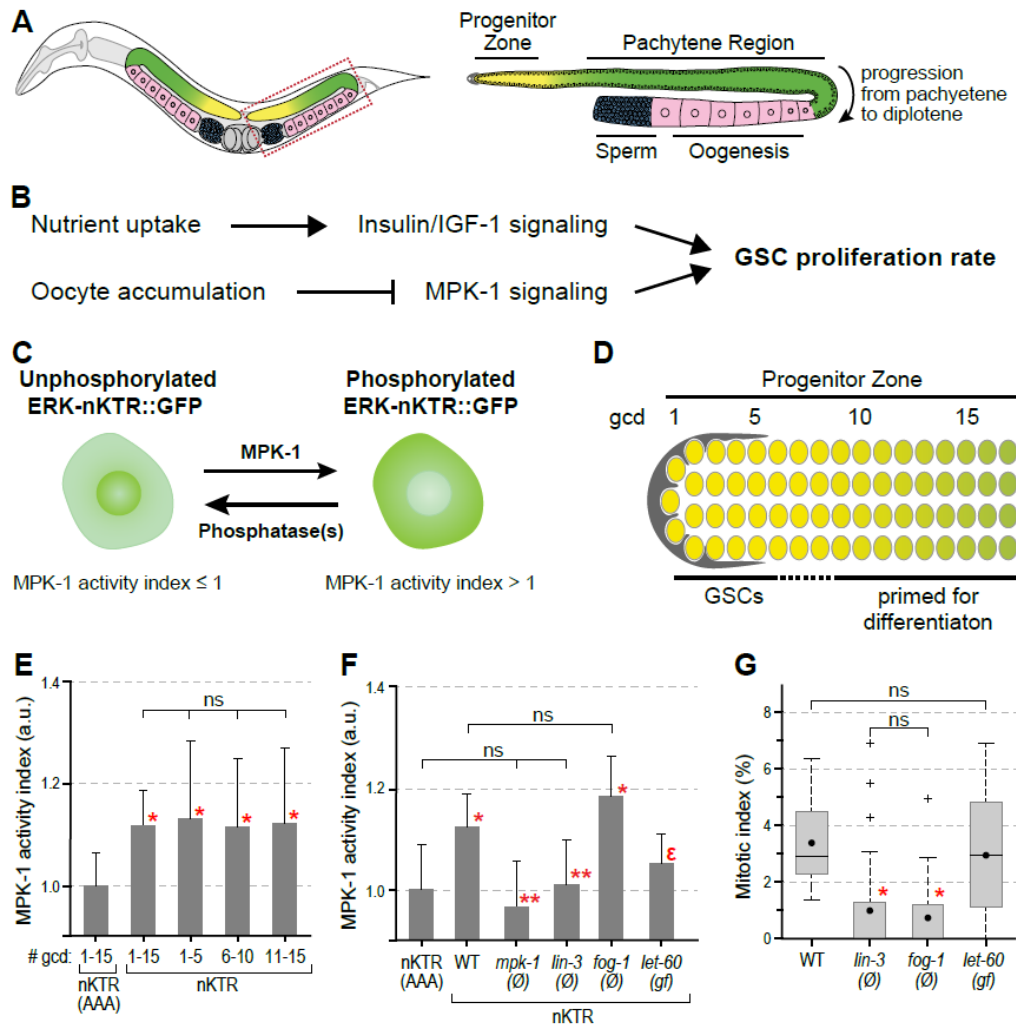 A
Progenitor
Zone
Pachytene Region
progression
from pachyetene
to diplotene
Sperm
Oogenesis
B
Nutrient uptake
Insulin/IGF-1 signaling
GSC proliferation rate
Oocyte accumulation
MPK-1 signaling
C
Unphosphorylated
ERK-nKTR::GFP
Phosphorylated
ERK-nKTR::GFP
MPK-1
Phosphatase(s)
MPK-1 activity index ≤ 1
MPK-1 activity index > 1
D
Progenitor Zone
gcd 1 5 10 15
GSCs
primed for
differentiaton
E
MPK-1 activity index (a.u.)
1.4
1.2
1.0
ns
*
*
*
*
# gcd: 1-15 1-15 1-5 6-10 11-15
nKTR
(AAA)
nKTR
F
MPK-1 activity index (a.u.)
1.4
1.2
1.0
ns
ns
*
**
**
*
ε
nKTR
(AAA)
WT
mpk-1
(Ø)
lin-3
(Ø)
fog-1
(Ø)
let-60
(gf)
nKTR
G
Mitotic index (%)
8
6
4
2
0
ns
ns
*
*
WT
lin-3
(Ø)
fog-1
(Ø)
let-60
(gf)